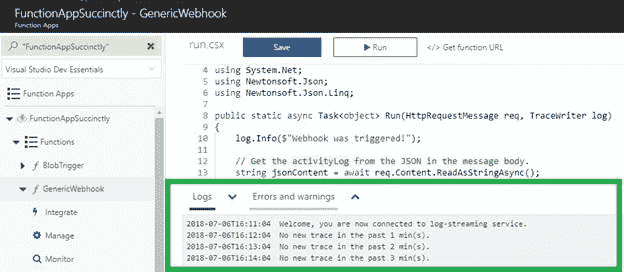 FunctionAppSuccinctly - GenericWebhook
Function Apps
"FunctionAppSuccinctly"
Visual Studio Dev Essentials
Function Apps
FunctionAppSuccinctly
Functions
BlobTrigger
GenericWebhook
Integrate
Manage
Monitor
run.csx
Save
Run
</> Get function URL
4 using System.Net;
5 using Newtonsoft.Json;
6 using Newtonsoft.Json.Linq;
7
8 public static async Task<object> Run(HttpRequestMessage req, TraceWriter log)
9 {
10 log.Info($"Webhook was triggered!");
11
12 // Get the activityLog from the JSON in the message body.
13 string jsonContent = await req.Content.ReadAsStringAsync();
Logs
Errors and warnings
2018-07-06T16:11:04 Welcome, you are now connected to log-streaming service.
2018-07-06T16:12:04 No new trace in the past 1 min(s).
2018-07-06T16:13:04 No new trace in the past 2 min(s).
2018-07-06T16:14:04 No new trace in the past 3 min(s).